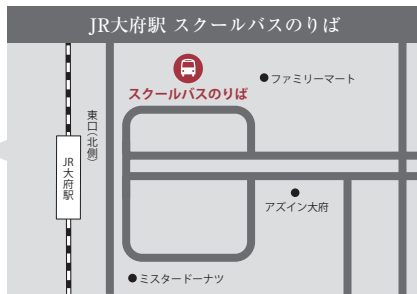 JR大府駅 スクールバスのりば
スクールバスのりば
ファミリーマート
東口(北側)
JR大府駅
アズイン大府
ミスタードーナツ